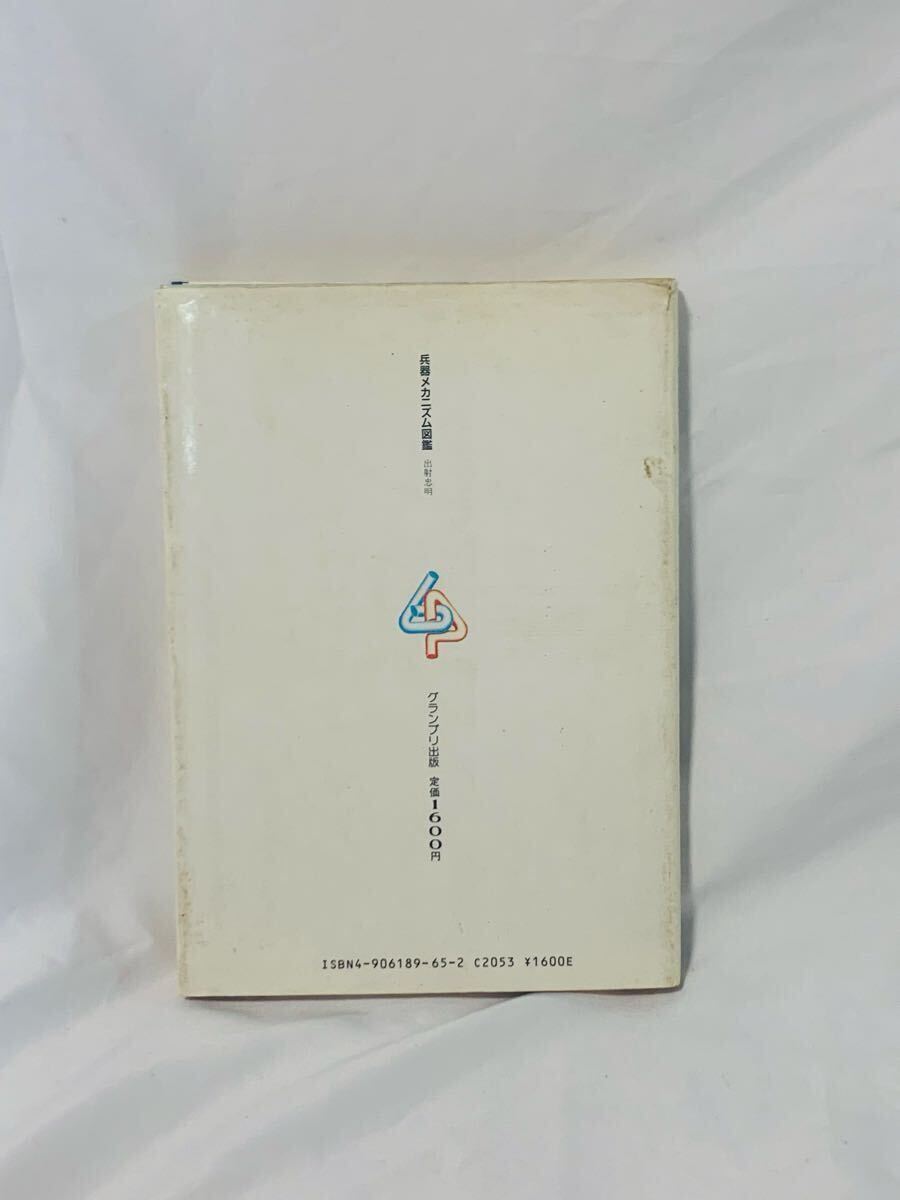 兵器メカニズム図鑑 出射忠明
GP
グランプリ出版 定価1600円
ISBN4-906189-65-2 C2053 ¥1600E